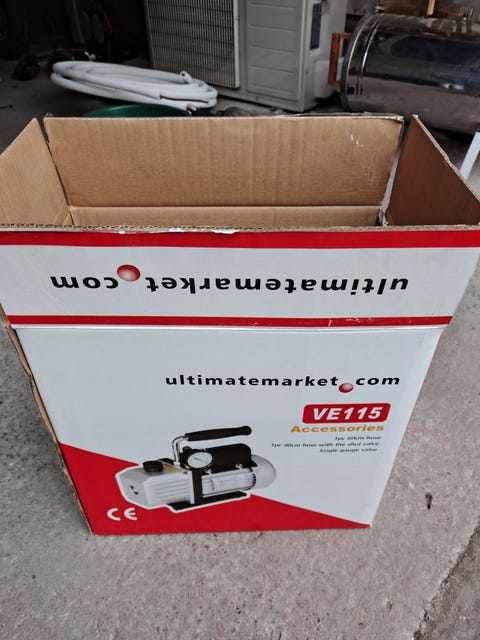 ultimatemarket.com
ultimatemarket.com
VE115
Accessories
1pc 60cm hose
1pc 40cm hose with the shut valve
Single gauge valve
CE